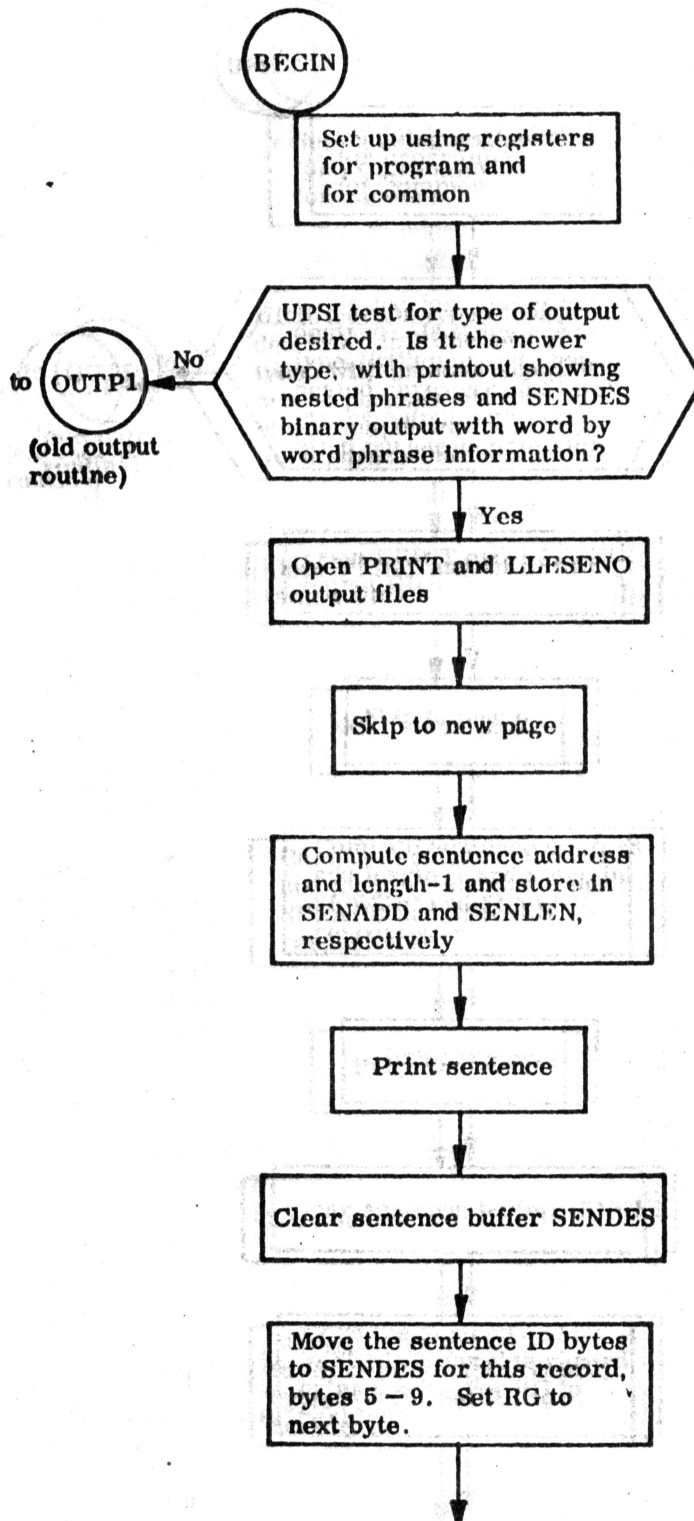 BEGIN
Set up using registers
for program and
for common
UPSI test for type of output
desired. Is it the newer
type, with printout showing
nested phrases and SENDES
binary output with word by
word phrase information?
No
to OUTP1
(old output
routine)
Yes
Open PRINT and LLFSENO
output files
Skip to new page
Compute sentence address
and length-1 and store in
SENADD and SENLEN,
respectively
Print sentence
Clear sentence buffer SENDES
Move the sentence ID bytes
to SENDES for this record,
bytes 5 – 9. Set RG to
next byte.